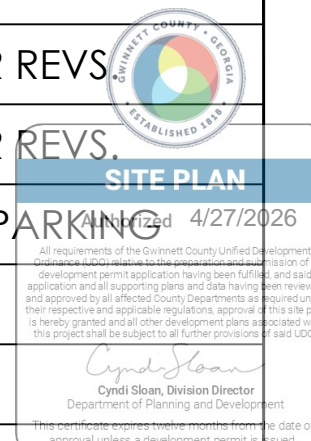 R REVS.
GWINNETT COUNTY • GEORGIA
• ESTABLISHED 1818 •
R REVS.
SITE PLAN
PARKING
Authorized 4/27/2026
All requirements of the Gwinnett County Unified Development
Ordinance (UDO) relative to the preparation and submission of
development permit application having been fulfilled, and said
application and all supporting plans and data having been review
and approved by all affected County Departments as required un
their respective and applicable regulations, approval of this site p
is hereby granted and all other development plans associated w
this project shall be subject to all further provisions of said UDO
Cyndi Sloan
Cyndi Sloan, Division Director
Department of Planning and Development
This certificate expires twelve months from the date o
approval unless a development permit is issued